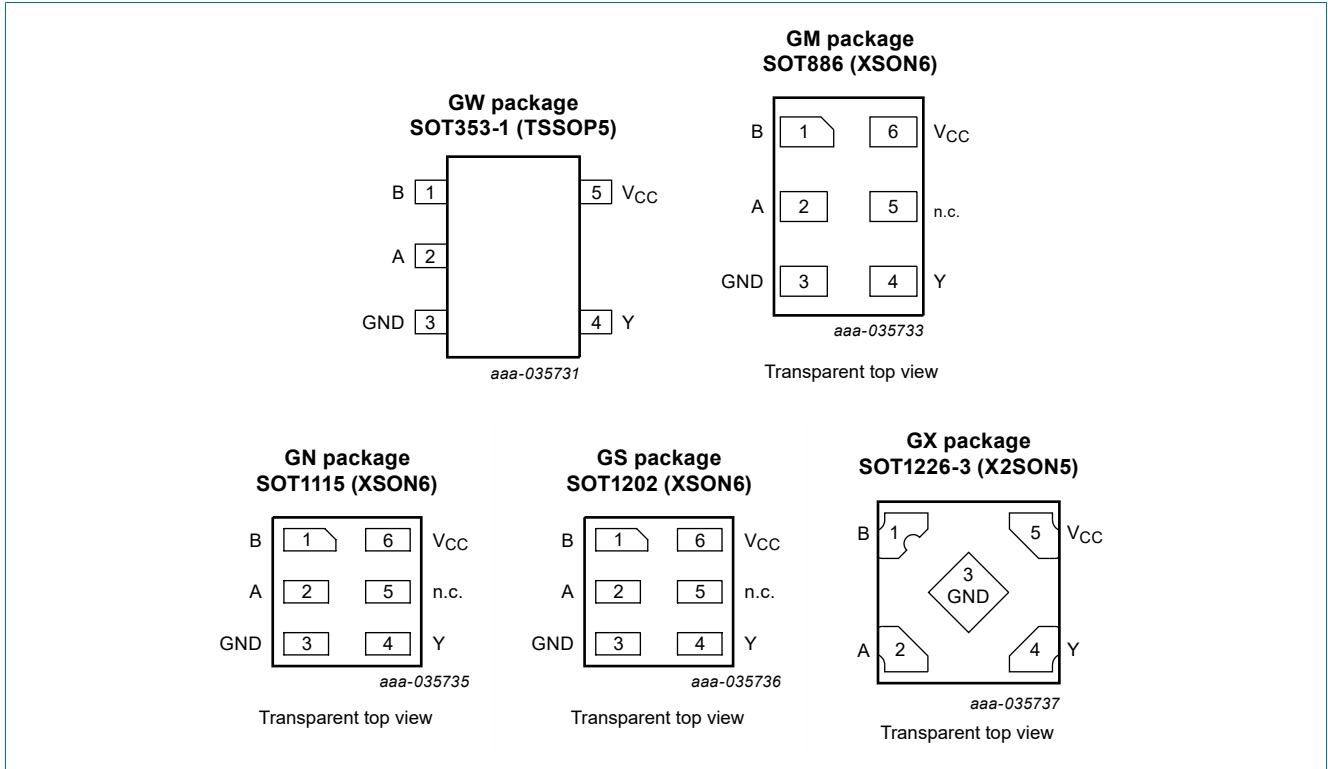 GW package
SOT353-1 (TSSOP5)
B 1 5 VCC
A 2
GND 3 4 Y
aaa-035731
GM package
SOT886 (XSON6)
B 1 6 VCC
A 2 5 n.c.
GND 3 4 Y
aaa-035733
Transparent top view
GN package
SOT1115 (XSON6)
B 1 6 VCC
A 2 5 n.c.
GND 3 4 Y
aaa-035735
Transparent top view
GS package
SOT1202 (XSON6)
B 1 6 VCC
A 2 5 n.c.
GND 3 4 Y
aaa-035736
Transparent top view
GX package
SOT1226-3 (X2SON5)
B 1 5 VCC
3
GND
A 2 4 Y
aaa-035737
Transparent top view